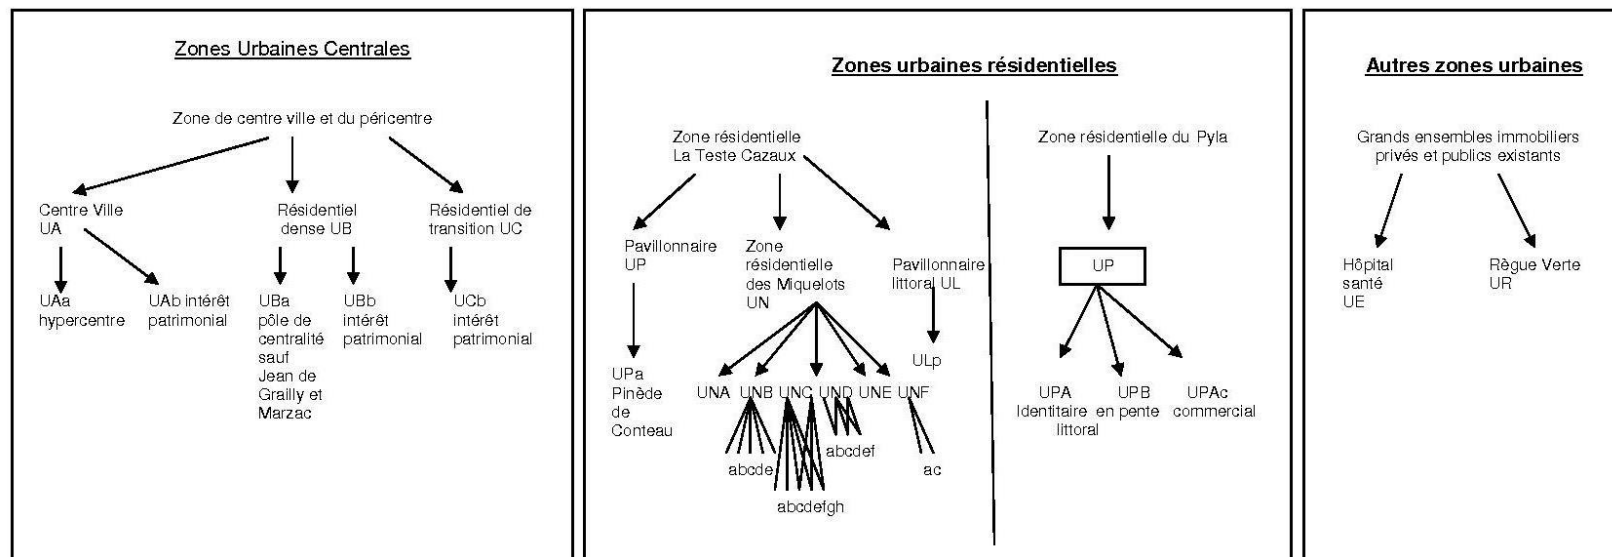 Zones Urbaines Centrales
Zone de centre ville et du péricentre
Centre Ville
UA
Résidentiel
dense UB
Résidentiel de
transition UC
UAa
hypercentre
UAb intérêt
patrimonial
UBa
pôle de
centralité
sauf
Jean de
Grailly et
Marzac
UBb
intérêt
patrimonial
UCb
intérêt
patrimonial
Zones urbaines résidentielles
Zone résidentielle
La Teste Cazaux
Pavillonnaire
UP
Zone
résidentielle
des Miquelots
UN
Pavillonnaire
littoral UL
UPa
Pinède
de
Conteau
UNA UNB UNC UND UNE UNF
ULp
abcde
abcdefgh
abcdef
ac
Zone résidentielle du Pyla
UP
UPA
Identitaire
littoral
UPB
en pente
UPAc
commercial
Autres zones urbaines
Grands ensembles immobiliers
privés et publics existants
Hôpital
santé
UE
Règue Verte
UR